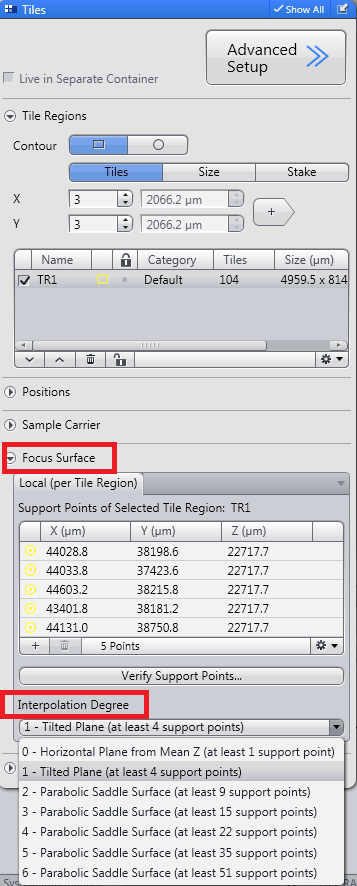 Tiles
Show All
Advanced
Setup
Live in Separate Container
Tile Regions
Contour
Tiles Size Stake
X 3 2066.2 µm
Y 3 2066.2 µm
+
Name Category Tiles Size (µm)
TR1 Default 104 4959.5 x 814
Positions
Sample Carrier
Focus Surface
Local (per Tile Region)
Support Points of Selected Tile Region: TR1
X (µm) Y (µm) Z (µm)
44028.8 38198.6 22717.7
44033.8 37423.6 22717.7
44603.2 38215.8 22717.7
43401.8 38181.2 22717.7
44131.0 38750.8 22717.7
+ 5 Points
Verify Support Points...
Interpolation Degree
1 - Tilted Plane (at least 4 support points)
0 - Horizontal Plane from Mean Z (at least 1 support point)
1 - Tilted Plane (at least 4 support points)
2 - Parabolic Saddle Surface (at least 9 support points)
3 - Parabolic Saddle Surface (at least 15 support points)
4 - Parabolic Saddle Surface (at least 22 support points)
5 - Parabolic Saddle Surface (at least 35 support points)
6 - Parabolic Saddle Surface (at least 51 support points)